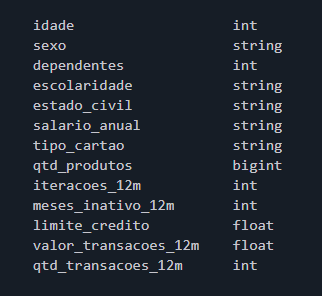 idade int
sexo string
dependentes int
escolaridade string
estado_civil string
salario_anual string
tipo_cartao string
qtd_produtos bigint
iteracoes_12m int
meses_inativo_12m int
limite_credito float
valor_transacoes_12m float
qtd_transacoes_12m int